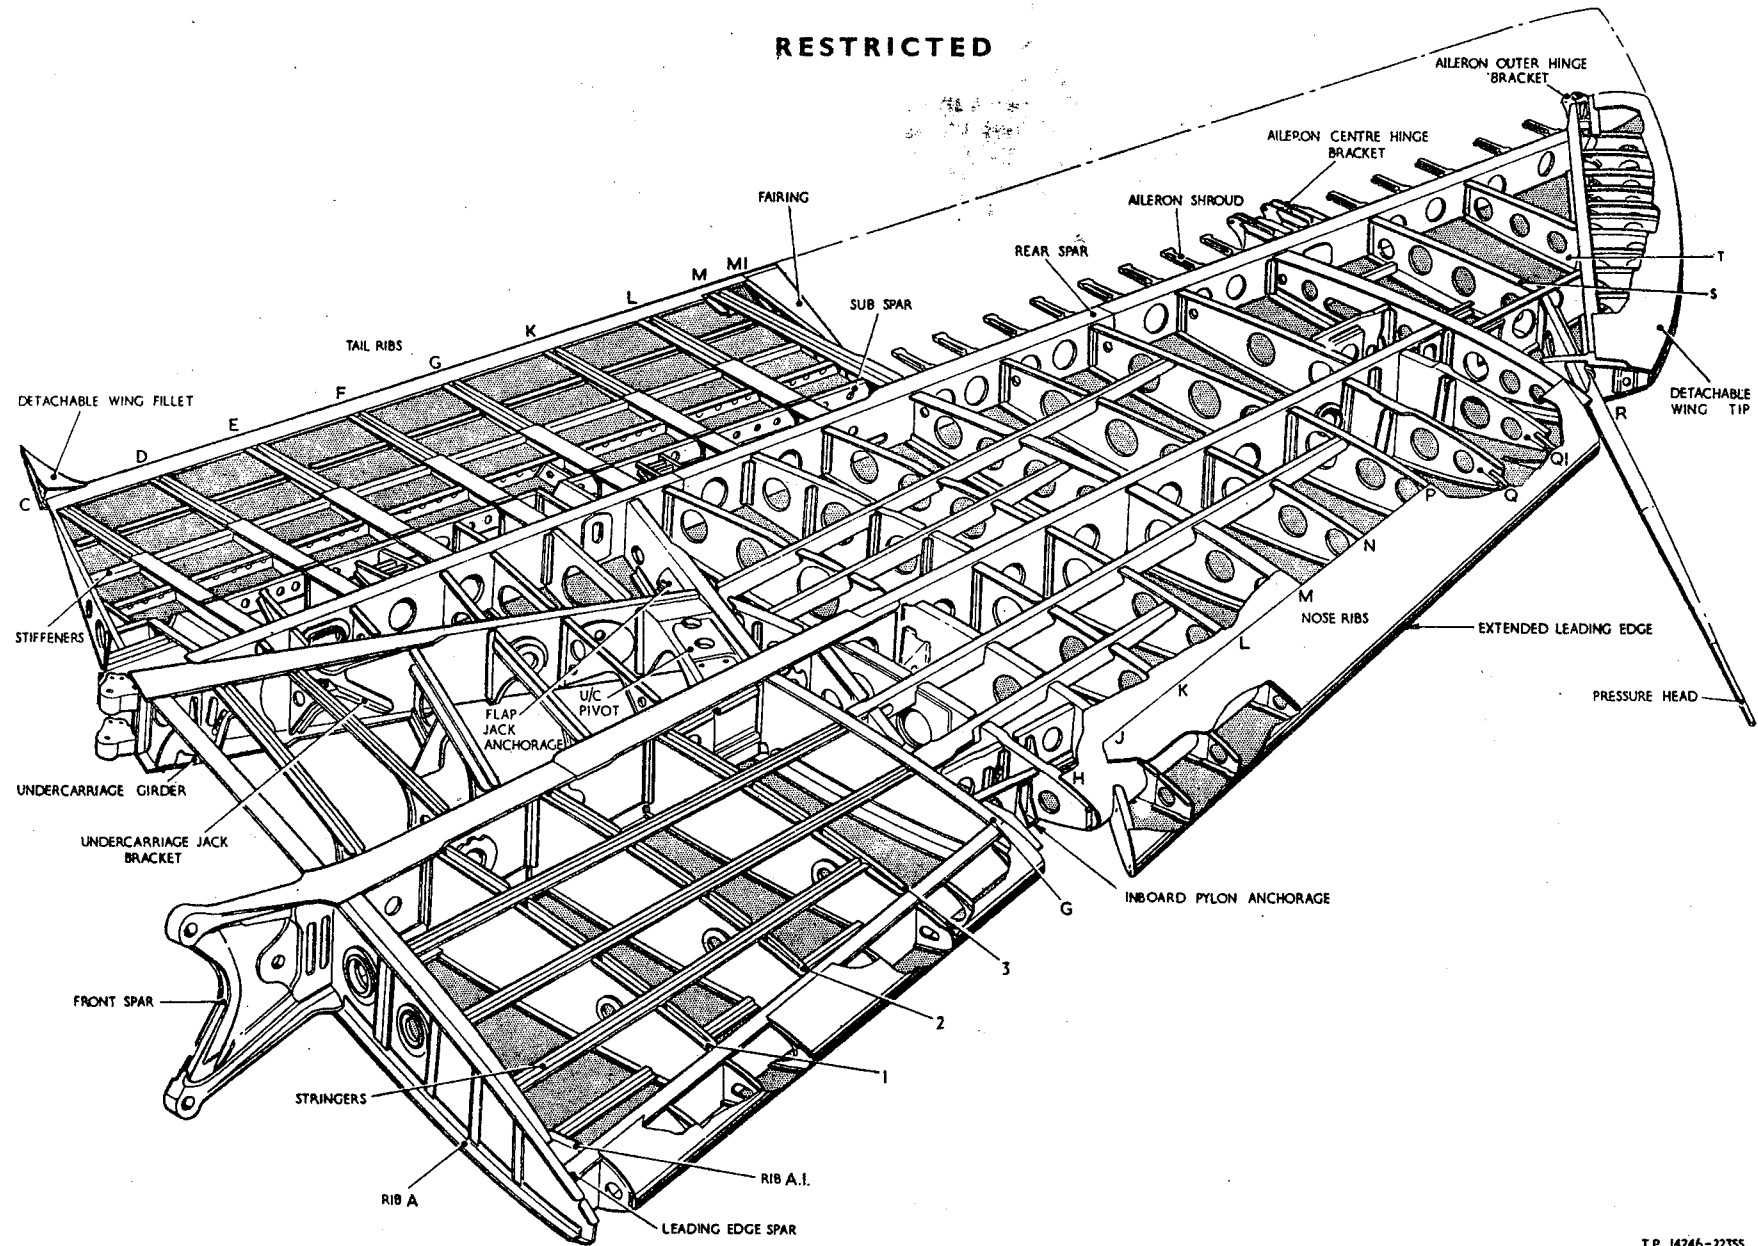 RESTRICTED
AILERON OUTER HINGE
BRACKET
AILERON CENTRE HINGE
BRACKET
FAIRING
AILERON SHROUD
REAR SPAR
M MI
L
SUB SPAR
T
S
K
TAIL RIBS
G
F
DETACHABLE WING FILLET
E
D
C
DETACHABLE
WING TIP
R
QI
Q
P
N
M
NOSE RIBS
L
EXTENDED LEADING EDGE
STIFFENERS
K
PRESSURE HEAD
U/C
PIVOT
FLAP
JACK
ANCHORAGE
J
H
UNDERCARRIAGE GIRDER
UNDERCARRIAGE JACK
BRACKET
INBOARD PYLON ANCHORAGE
G
3
FRONT SPAR
2
1
STRINGERS
RIB A.I.
RIB A
LEADING EDGE SPAR
T.P. 14246-22355